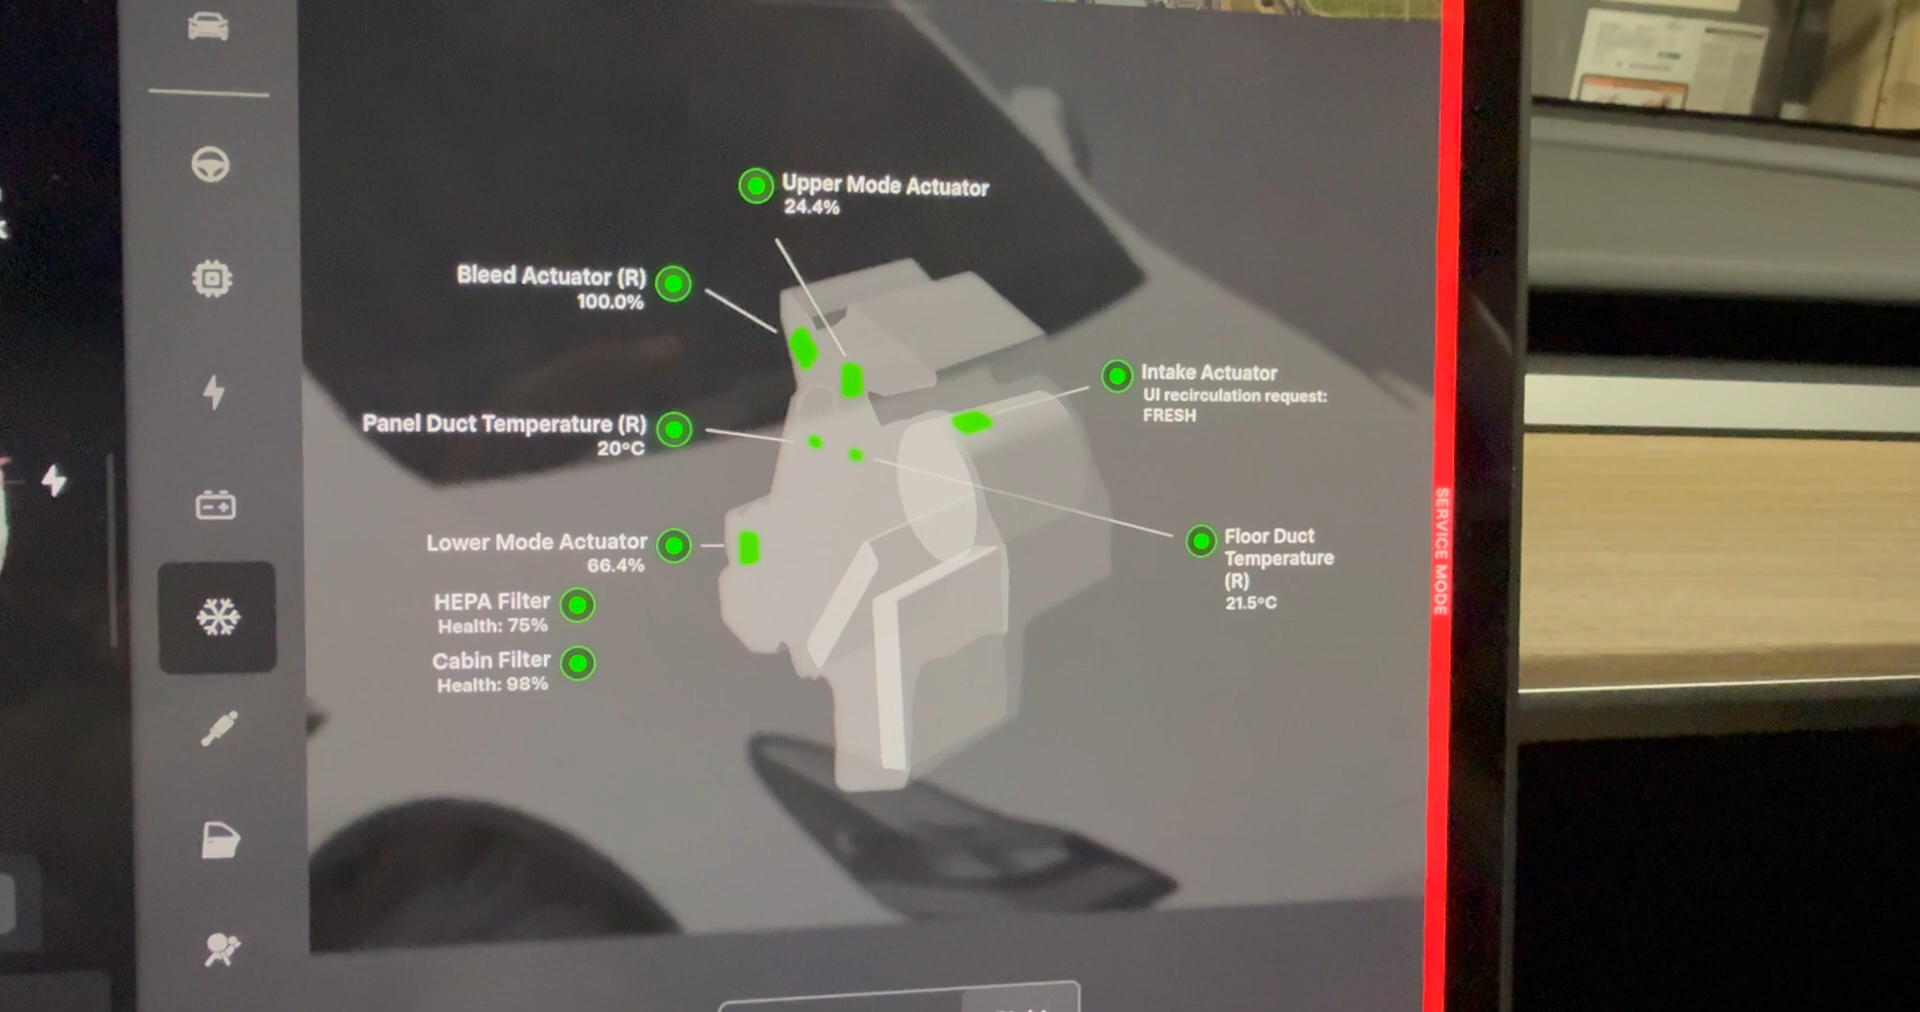 Upper Mode Actuator
24.4%
Bleed Actuator (R)
100.0%
Intake Actuator
UI recirculation request:
FRESH
Panel Duct Temperature (R)
20°C
Lower Mode Actuator
66.4%
Floor Duct
Temperature
(R)
21.5°C
HEPA Filter
Health: 75%
Cabin Filter
Health: 98%
SERVICE MODE